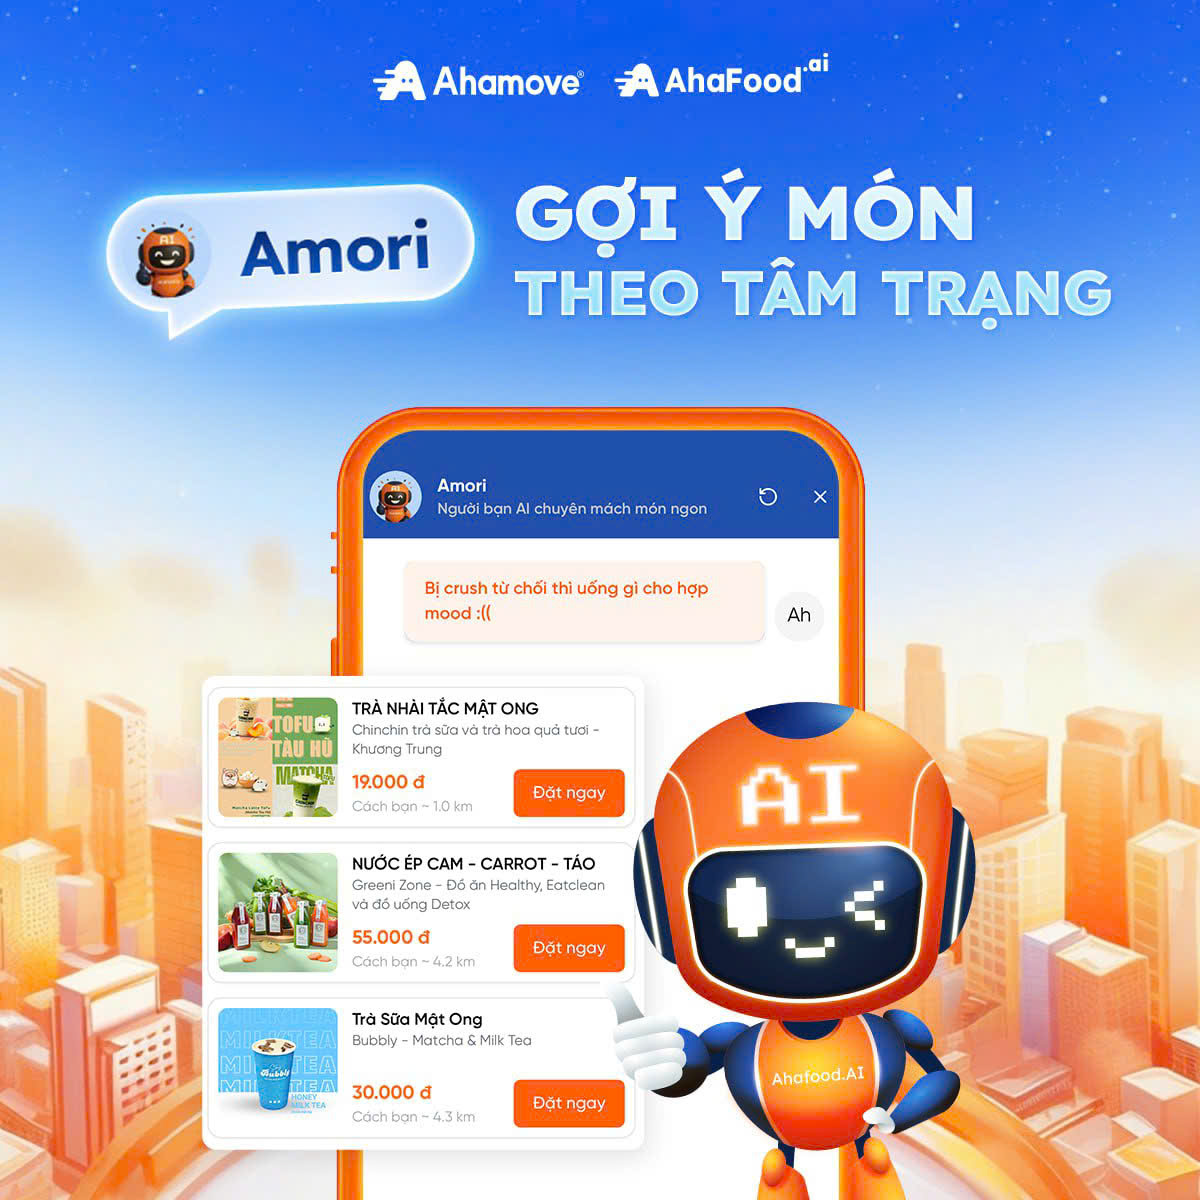 Ahamove®
AhaFood.ai
Amori
GỢI Ý MÓN
THEO TÂM TRẠNG
Amori
Người bạn AI chuyên mách món ngon
Bị crush từ chối thì uống gì cho hợp
mood :((
Ah
TOFU
TÀU HŨ
MATCHA
TRÀ NHÀI TẮC MẬT ONG
Chinchin trà sữa và trà hoa quả tươi -
Khương Trung
19.000 đ
Cách bạn ~ 1.0 km
Đặt ngay
NƯỚC ÉP CAM - CARROT - TÁO
Greeni Zone - Đồ ăn Healthy, Eatclean
và đồ uống Detox
55.000 đ
Cách bạn ~ 4.2 km
Đặt ngay
MILKTEA
MILKTEA
MILKTEA
MILKTEA
Bubbly
HONEY
MILK TEA
Trà Sữa Mật Ong
Bubbly - Matcha & Milk Tea
30.000 đ
Cách bạn ~ 4.3 km
Đặt ngay
AI
Ahafood.AI